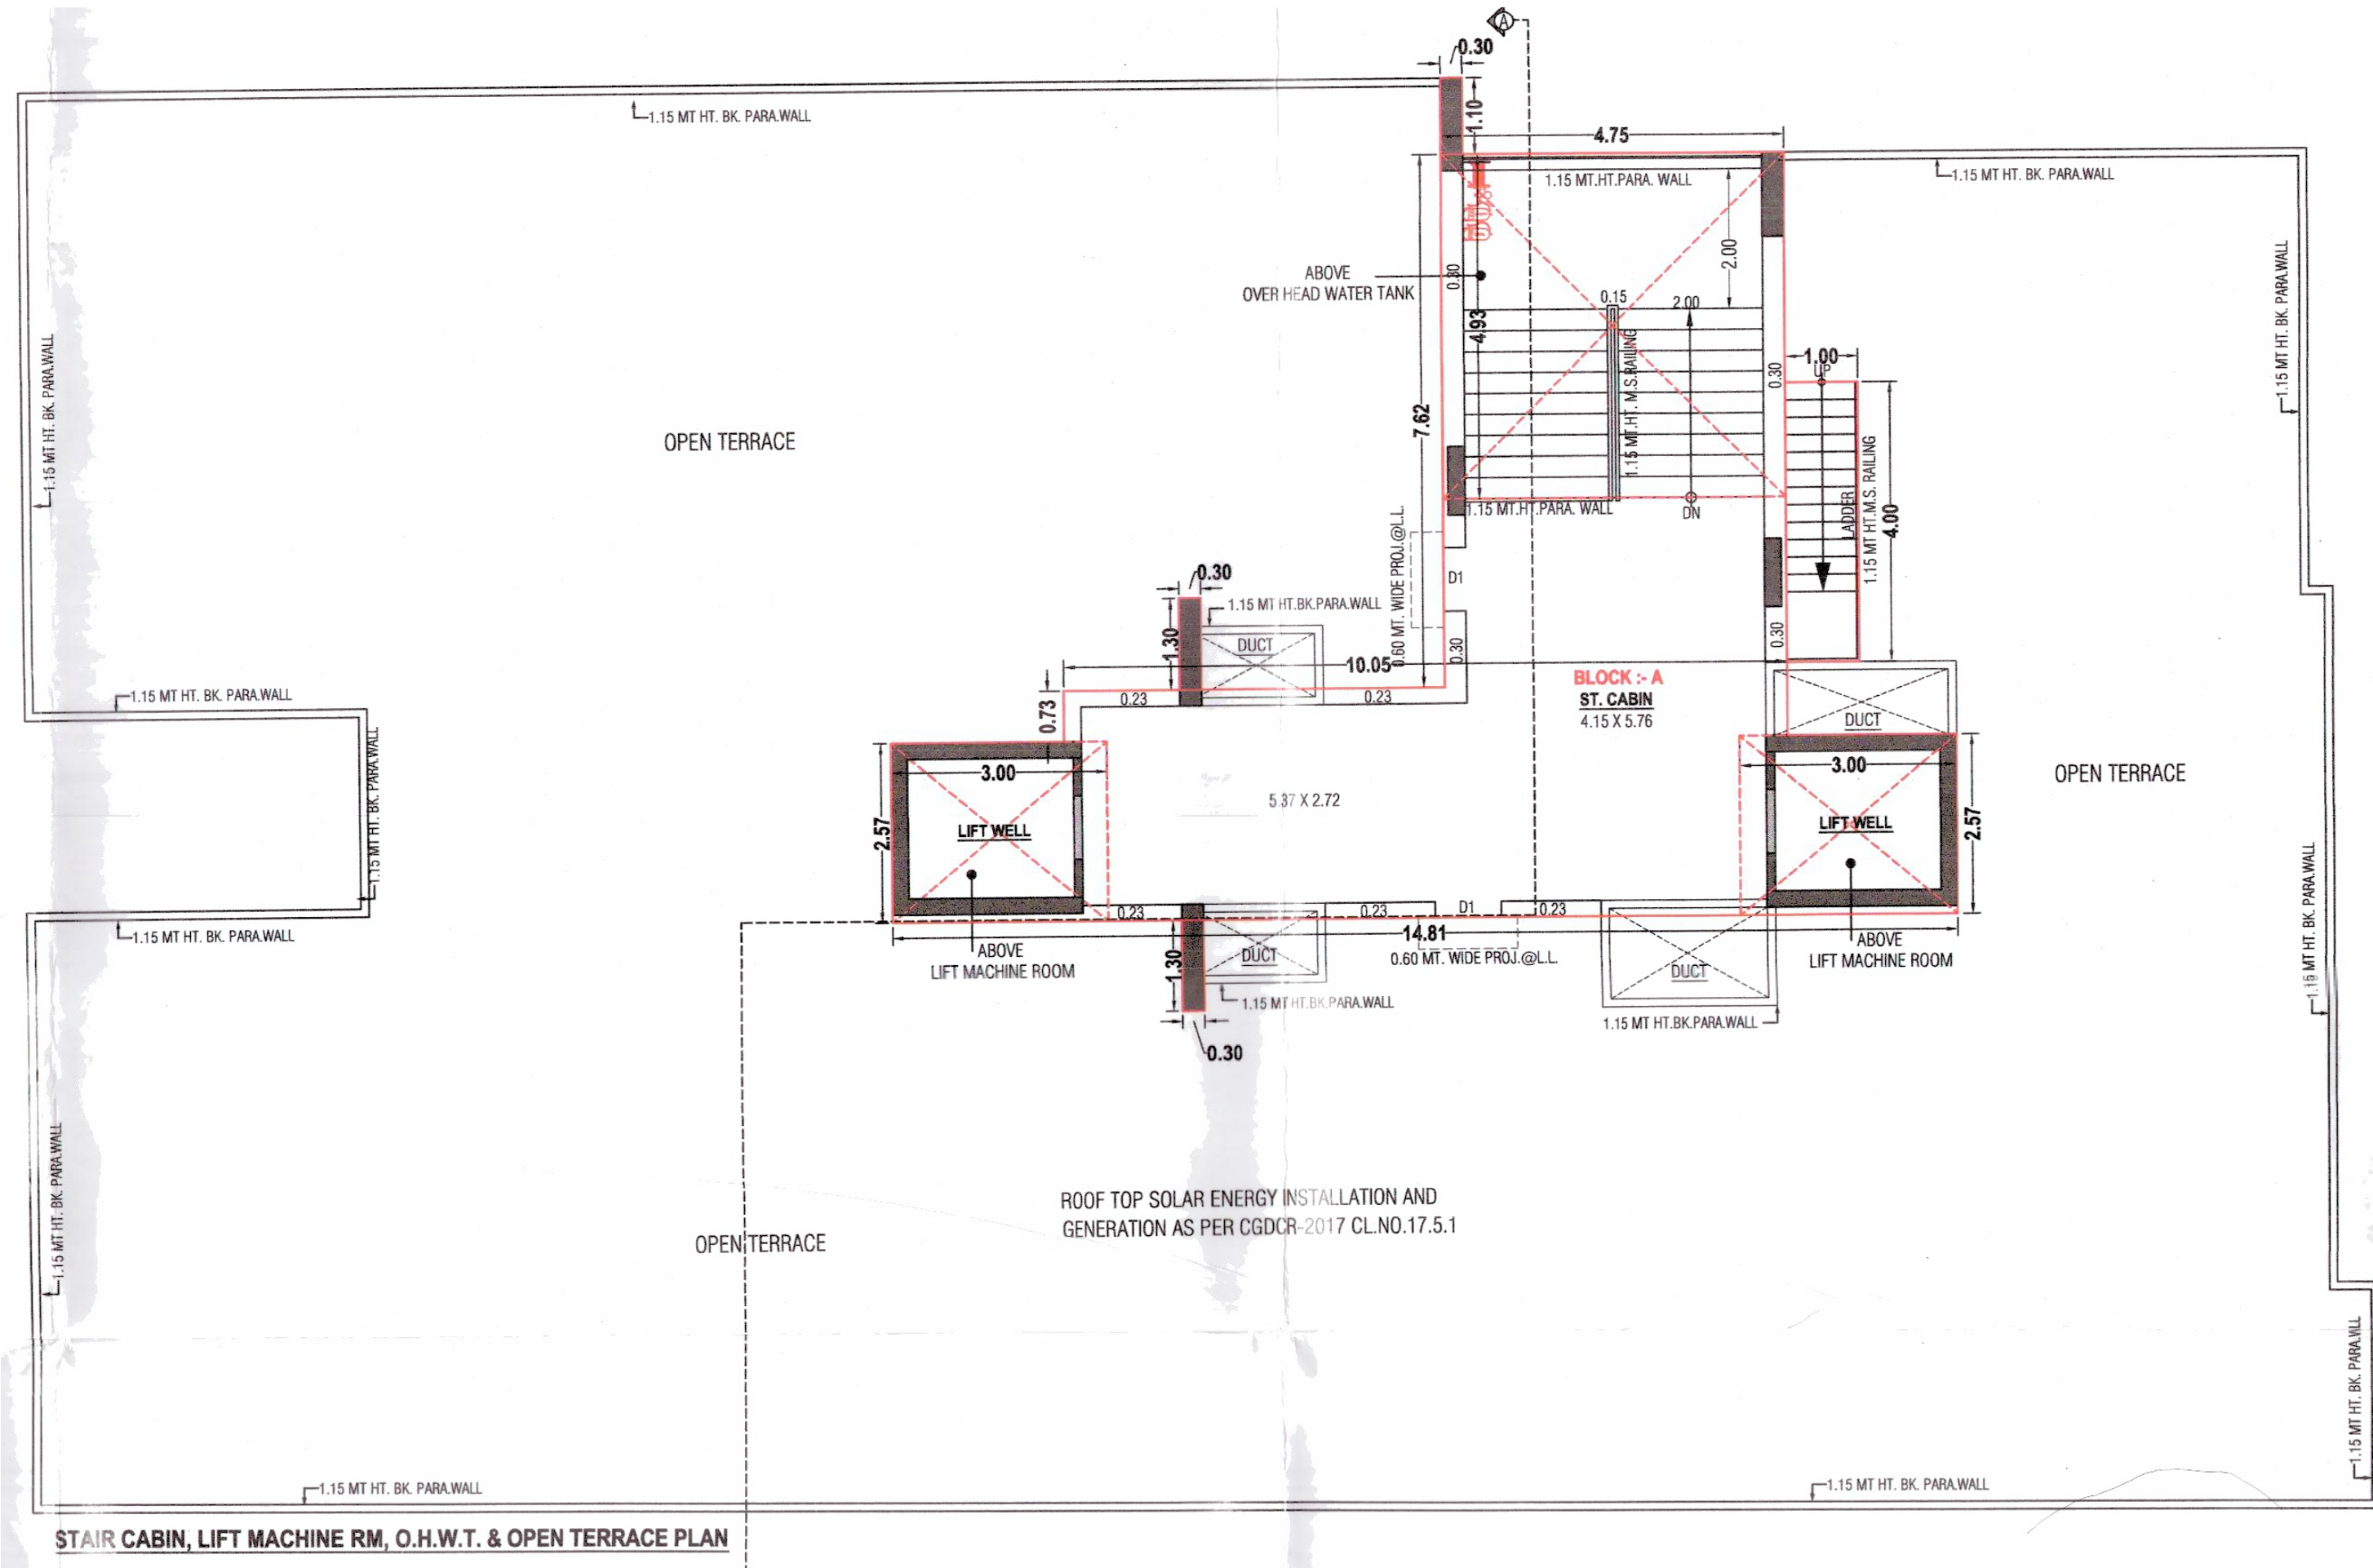 A
0.30
1.10
1.15 MT HT. BK. PARA.WALL
4.75
1.15 MT.HT.PARA. WALL
1.15 MT HT. BK. PARA.WALL
2.00
1.15 MT HT. BK. PARA.WALL
ABOVE
OVER HEAD WATER TANK
0.30
0.15
2.00
4.93
1.15 MT.HT. M.S.RAILING
0.30
1.00
UP
1.15 MT HT. BK. PARA.WALL
7.62
OPEN TERRACE
LADDER
1.15 MT HT.M.S. RAILING
4.00
1.15 MT.HT.PARA. WALL
DN
0.60 MT. WIDE PROJ.@L.L.
D1
0.30
1.15 MT HT.BK.PARA.WALL
1.30
DUCT
0.30
0.30
10.05
BLOCK :- A
ST. CABIN
4.15 X 5.76
1.15 MT HT. BK. PARA.WALL
0.23
0.23
0.73
DUCT
1.15 MT HT. BK. PARA.WALL
3.00
3.00
OPEN TERRACE
5.37 X 2.72
2.57
LIFT WELL
LIFT WELL
2.57
1.15 MT HT. BK. PARA.WALL
0.23
0.23
D1
0.23
1.15 MT HT. BK. PARA.WALL
14.81
ABOVE
LIFT MACHINE ROOM
1.30
DUCT
0.60 MT. WIDE PROJ.@L.L.
ABOVE
LIFT MACHINE ROOM
DUCT
1.15 MT HT.BK.PARA.WALL
1.15 MT HT.BK.PARA.WALL
0.30
1.15 MT HT. BK. PARA.WALL
ROOF TOP SOLAR ENERGY INSTALLATION AND
GENERATION AS PER CGDCR-2017 CL.NO.17.5.1
OPEN TERRACE
1.15 MT HT. BK. PARA.WALL
1.15 MT HT. BK. PARA.WALL
1.15 MT HT. BK. PARA.WALL
STAIR CABIN, LIFT MACHINE RM, O.H.W.T. & OPEN TERRACE PLAN